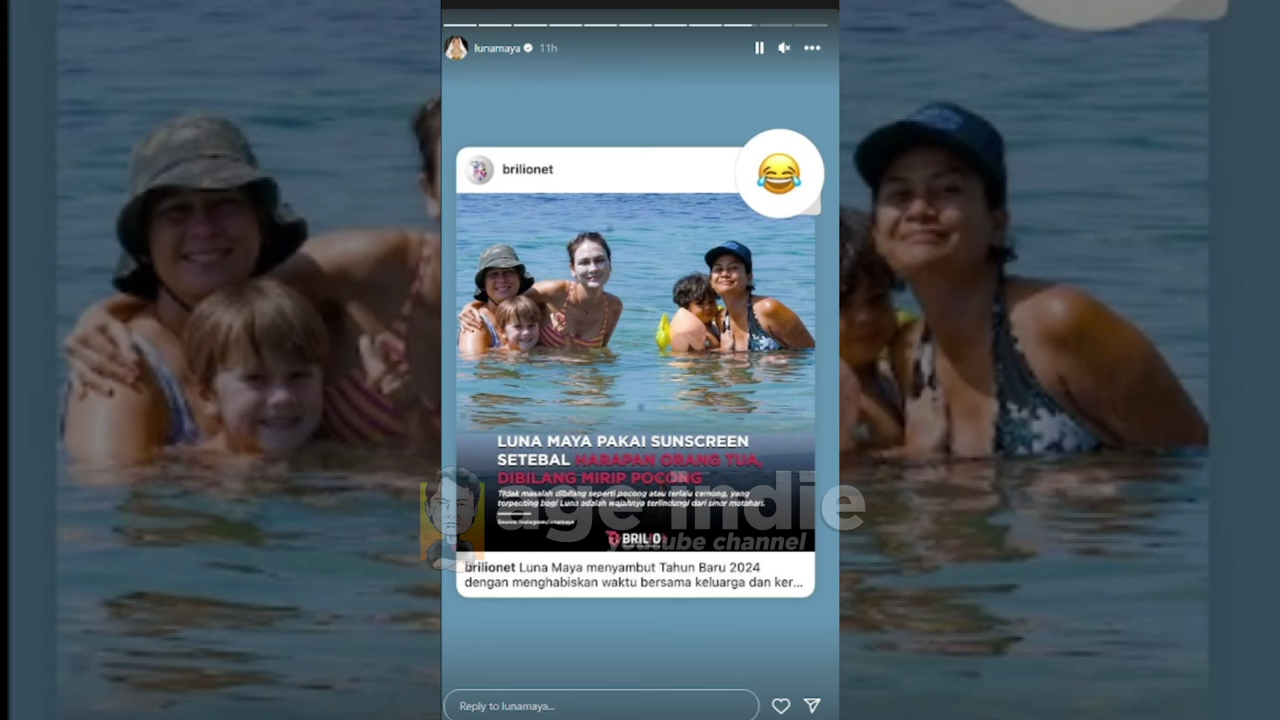 lunamaya 11h
brilionet
LUNA MAYA PAKAI SUNSCREEN
SETEBAL HARAPAN ORANG TUA,
DIBILANG MIRIP POCONG
Tidak masalah dibilang seperti pocong atau terlalu cemong, yang
terpenting bagi Luna adalah wajahnya terlindungi dari sinar matahari.
Source: Instagram/lunamaya
age indie
youtube channel
BRILIO
brilionet Luna Maya menyambut Tahun Baru 2024
dengan menghabiskan waktu bersama keluarga dan ker...
Reply to lunamaya...